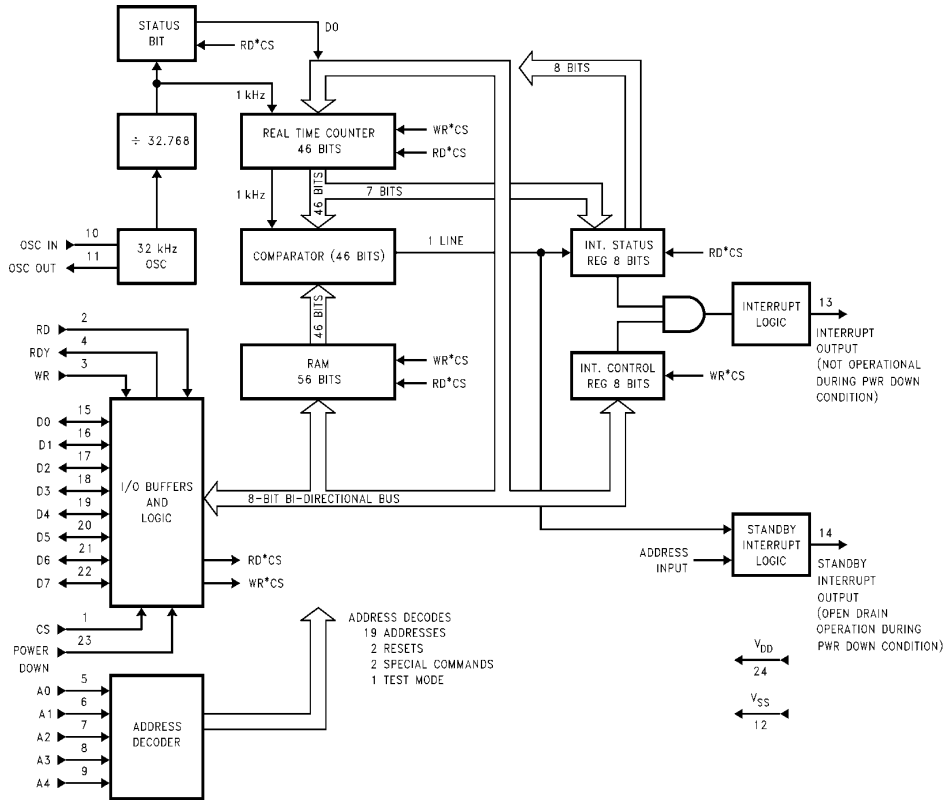 STATUS
BIT
D0
RD*CS
8 BITS
1 kHz
÷ 32.768
REAL TIME COUNTER
46 BITS
WR*CS
RD*CS
1 kHz
46 BITS
7 BITS
OSC IN
10
OSC OUT
11
32 kHz
OSC
COMPARATOR (46 BITS)
1 LINE
INT. STATUS
REG 8 BITS
RD*CS
46 BITS
INTERRUPT
LOGIC
13
INTERRUPT
OUTPUT
(NOT OPERATIONAL
DURING PWR DOWN
CONDITION)
RD
2
RDY
4
WR
3
RAM
56 BITS
WR*CS
RD*CS
INT. CONTROL
REG 8 BITS
WR*CS
D0
15
D1
16
D2
17
D3
18
D4
19
D5
20
D6
21
D7
22
I/O BUFFERS
AND
LOGIC
8-BIT BI-DIRECTIONAL BUS
RD*CS
WR*CS
ADDRESS
INPUT
STANDBY
INTERRUPT
LOGIC
14
STANDBY
INTERRUPT
OUTPUT
(OPEN DRAIN
OPERATION DURING
PWR DOWN CONDITION)
CS
1
POWER
DOWN
23
ADDRESS DECODES
19 ADDRESSES
2 RESETS
2 SPECIAL COMMANDS
1 TEST MODE
VDD
24
VSS
12
A0
5
A1
6
A2
7
A3
8
A4
9
ADDRESS
DECODER